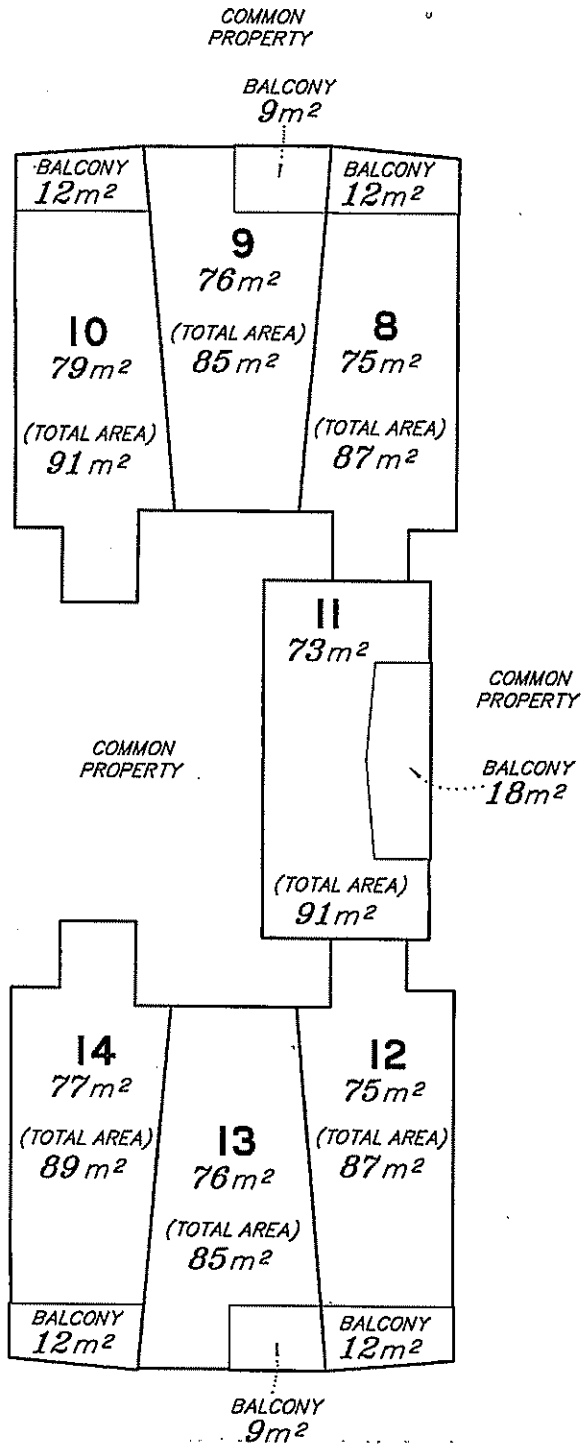 COMMON
PROPERTY
BALCONY
9m²
BALCONY
12m²
BALCONY
12m²
9
76m²
(TOTAL AREA)
85m²
10
79m²
(TOTAL AREA)
91m²
8
75m²
(TOTAL AREA)
87m²
11
73m²
COMMON
PROPERTY
COMMON
PROPERTY
BALCONY
18m²
(TOTAL AREA)
91m²
14
77m²
(TOTAL AREA)
89m²
12
75m²
(TOTAL AREA)
87m²
13
76m²
(TOTAL AREA)
85m²
BALCONY
12m²
BALCONY
12m²
BALCONY
9m²